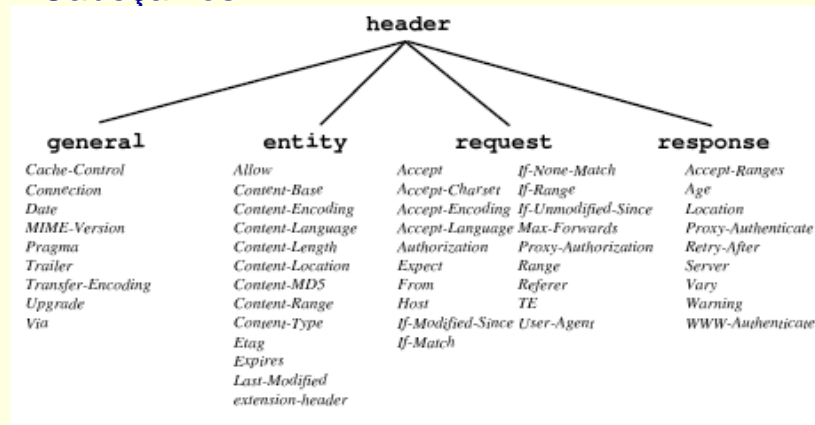 header
general
Cache-Control
Connection
Date
MIME-Version
Pragma
Trailer
Transfer-Encoding
Upgrade
Via
entity
Allow
Content-Base
Content-Encoding
Content-Language
Content-Length
Content-Location
Content-MD5
Content-Range
Content-Type
Etag
Expires
Last-Modified
extension-header
request
Accept
Accept-Charset
Accept-Encoding
Accept-Language
Authorization
Expect
From
Host
If-Modified-Since
If-Match
If-None-Match
If-Range
If-Unmodified-Since
Max-Forwards
Proxy-Authorization
Range
Referer
TE
User-Agent
response
Accept-Ranges
Age
Location
Proxy-Authenticate
Retry-After
Server
Vary
Warning
WWW-Authenticate